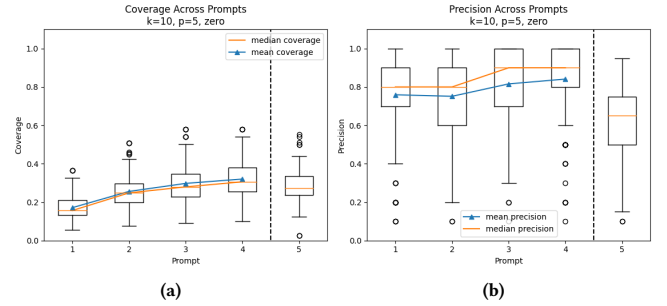 Coverage Across Prompts
k=10, p=5, zero
median coverage
mean coverage
1.0
0.8
0.6
0.4
0.2
0.0
Coverage
1 2 3 4 5
Prompt
(a)
Precision Across Prompts
k=10, p=5, zero
1.0
0.8
0.6
0.4
0.2
0.0
Precision
mean precision
median precision
1 2 3 4 5
Prompt
(b)